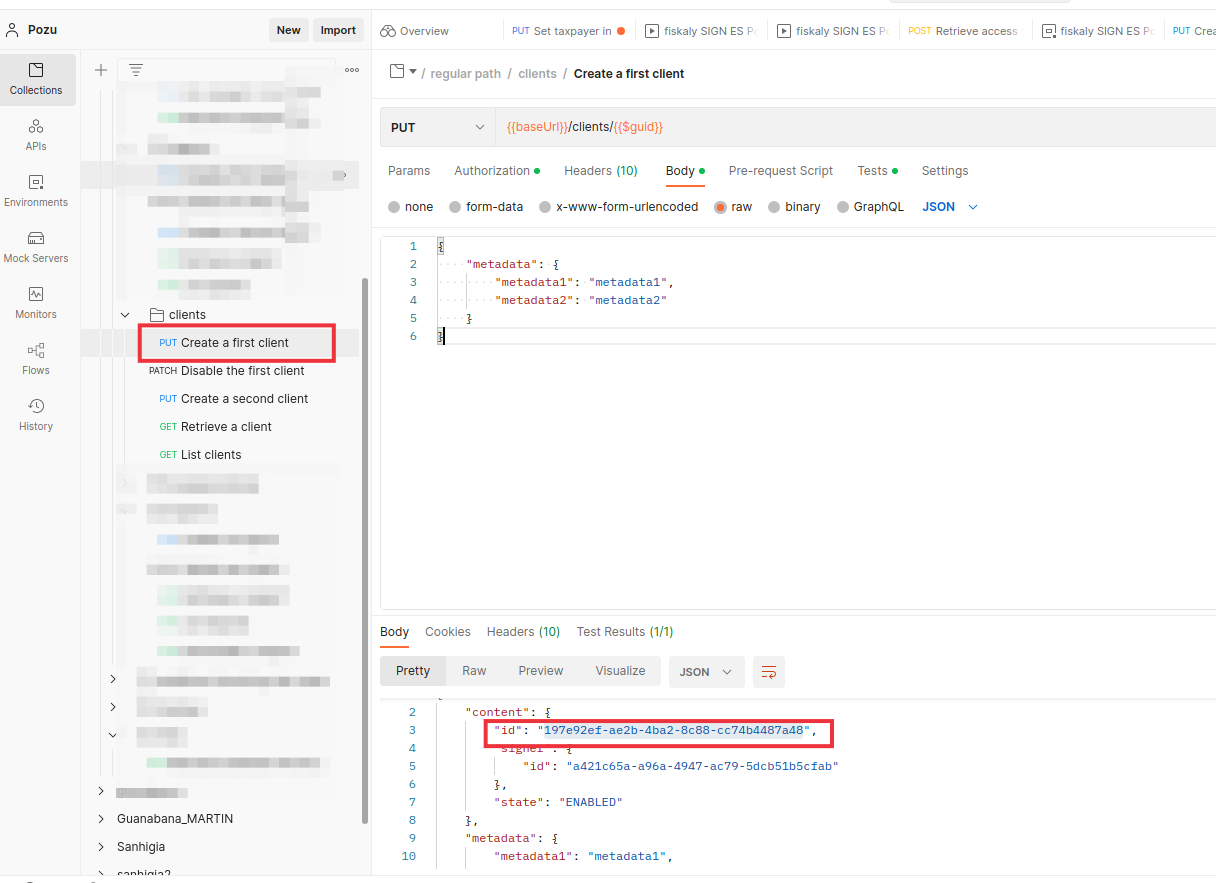 Pozu
New
Import
Overview
PUT Set taxpayer in
fiskaly SIGN ES Po
fiskaly SIGN ES Po
POST Retrieve access
fiskaly SIGN ES Po
PUT Crea
Collections
APIs
Environments
Mock Servers
Monitors
Flows
History
/ regular path / clients / Create a first client
PUT
{{baseUrl}}/clients/{{$guid}}
Params
Authorization
Headers (10)
Body
Pre-request Script
Tests
Settings
none
form-data
x-www-form-urlencoded
raw
binary
GraphQL
JSON
1 {
2 "metadata": {
3 "metadata1": "metadata1",
4 "metadata2": "metadata2"
5 }
6 }
clients
PUT Create a first client
PATCH Disable the first client
PUT Create a second client
GET Retrieve a client
GET List clients
Guanabana_MARTIN
Sanhigia
sanhigia2
Body
Cookies
Headers (10)
Test Results (1/1)
Pretty
Raw
Preview
Visualize
JSON
2 "content": {
3 "id": "197e92ef-ae2b-4ba2-8c88-cc74b4487a48",
4 "signer": {
5 "id": "a421c65a-a96a-4947-ac79-5dcb51b5cfab"
6 },
7 "state": "ENABLED"
8 },
9 "metadata": {
10 "metadata1": "metadata1",